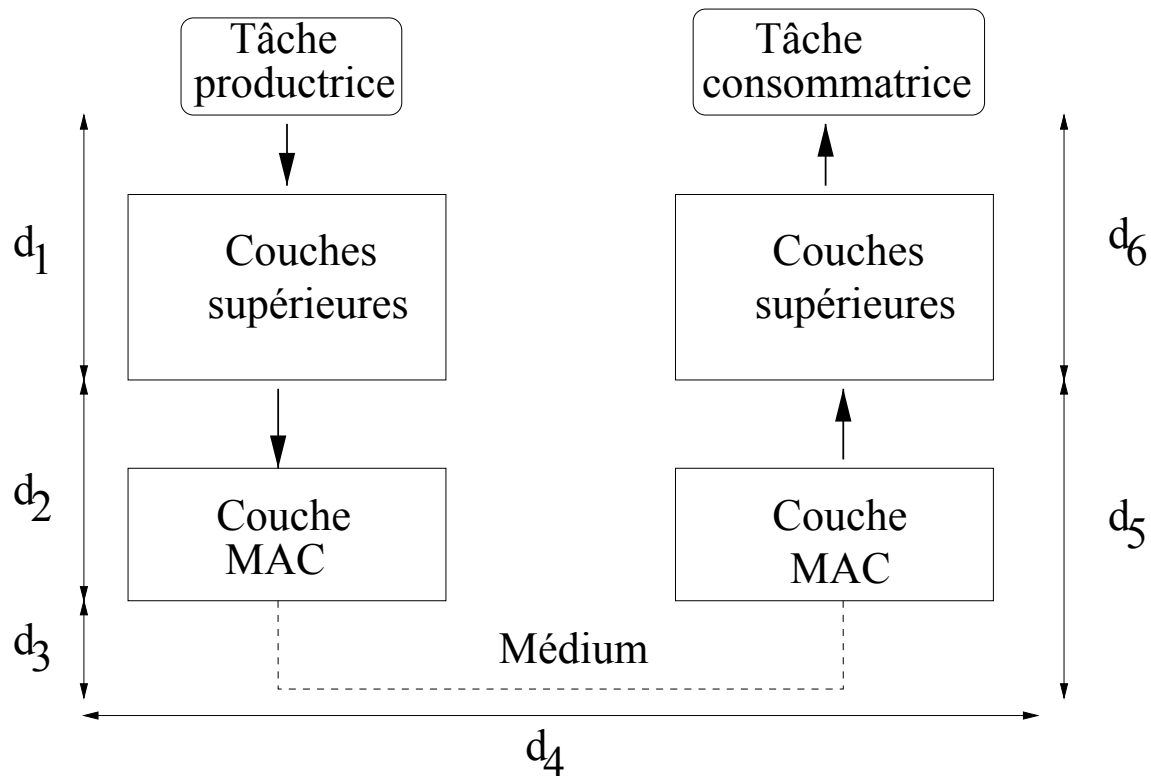 Tâche
productrice
Tâche
consommatrice
d1
Couches
supérieures
Couches
supérieures
d6
d2
Couche
MAC
Couche
MAC
d5
d3
Médium
d4